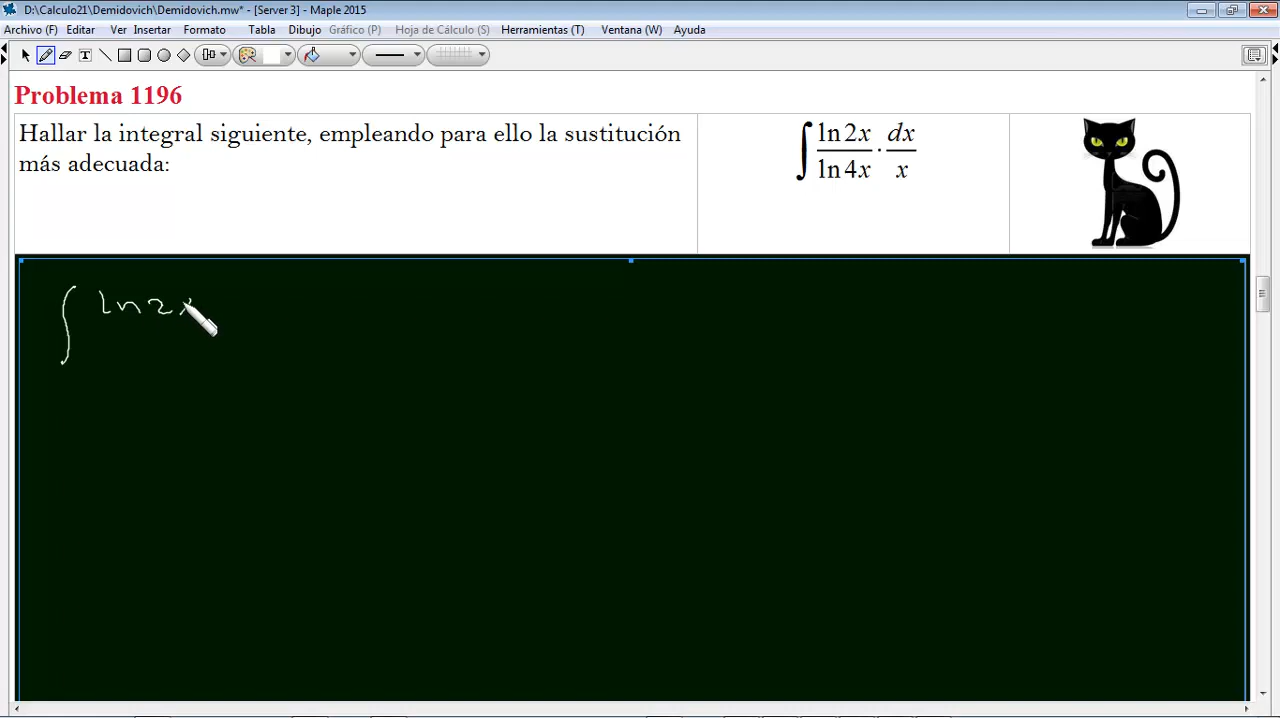 D:\Calculo21\Demidovich\Demidovich.mw* - [Server 3] - Maple 2015
Archivo (F) Editar Ver Insertar Formato Tabla Dibujo Gráfico (P) Hoja de Cálculo (S) Herramientas (T) Ventana (W) Ayuda
T
Problema 1196
Hallar la integral siguiente, empleando para ello la sustitución
más adecuada:
∫ ln 2x / ln 4x · dx / x
∫ ln 2x